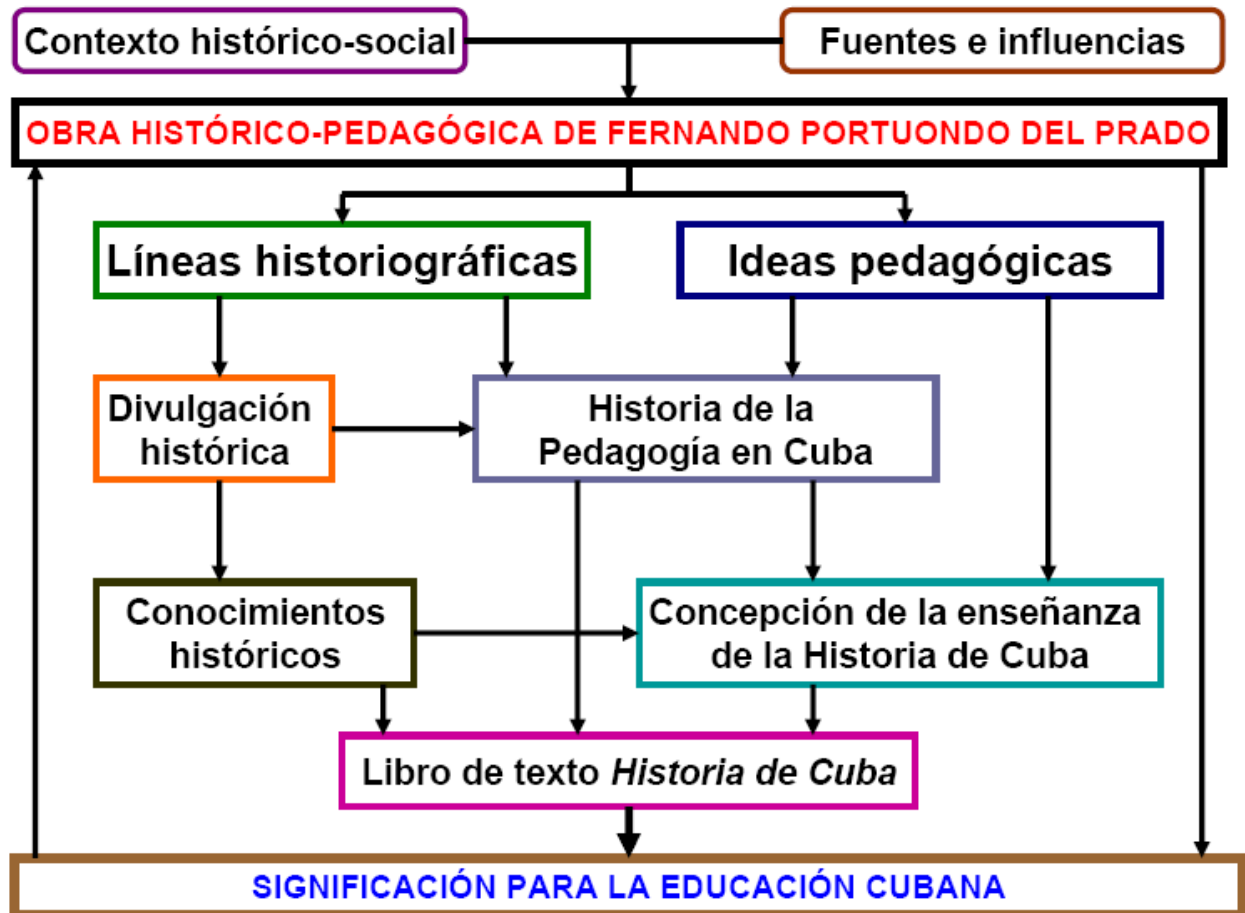 Contexto histórico-social
Fuentes e influencias
OBRA HISTÓRICO-PEDAGÓGICA DE FERNANDO PORTUONDO DEL PRADO
Líneas historiográficas
Ideas pedagógicas
Divulgación
histórica
Historia de la
Pedagogía en Cuba
Conocimientos
históricos
Concepción de la enseñanza
de la Historia de Cuba
Libro de texto Historia de Cuba
SIGNIFICACIÓN PARA LA EDUCACIÓN CUBANA